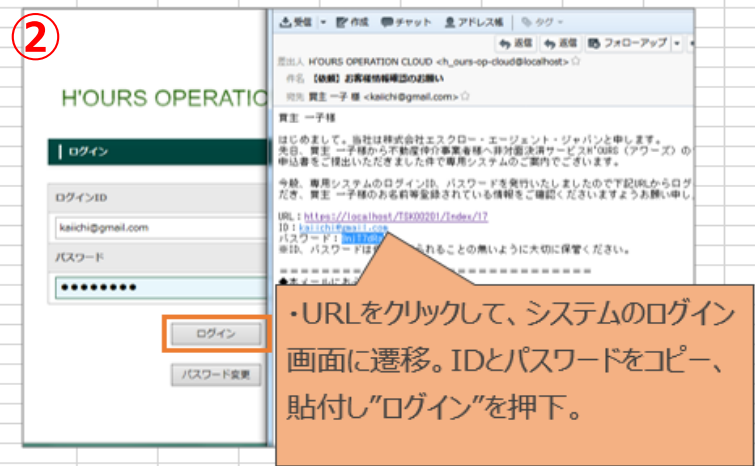 ②
H'OURS OPERATIO
ログイン
ログインID
kaiichi@gmail.com
パスワード
ログイン
パスワード変更
受信 作成 チャット アドレス帳 タグ
返信 返信 フォローアップ
差出人 H'OURS OPERATION CLOUD <h_ours-op-cloud@localhost>
件名 【依頼】お客様情報確認のお願い
宛先 買主 一子 様 <kaiichi@gmail.com>
買主 一子様
はじめまして。当社は株式会社エスクロー・エージェント・ジャパンと申します。
先日、買主 一子様から不動産仲介事業者様へ非対面決済サービスH'OURS（アワーズ）の
申込書をご提出いただきました件で専用システムのご案内でございます。
今般、専用システムのログインID、パスワードを発行いたしましたので下記URLからログ
だき、買主 一子様のお名前等登録されている情報をご確認くださいますようお願い申し
URL：https://localhost/TSK00201/Index/17
ID：kaiichi@gmail.com
パスワード：
※ID、パスワードは られることの無いように大切に保管ください。
==============================
◆本メールに
・URLをクリックして、システムのログイン
画面に遷移。IDとパスワードをコピー、
貼付し”ログイン”を押下。